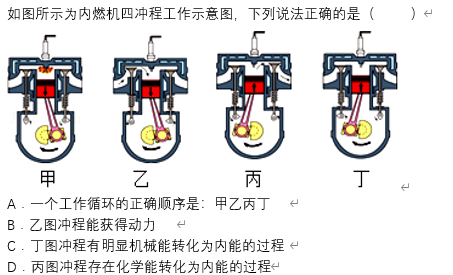 如图所示为内燃机四冲程工作示意图，下列说法正确的是（　　）
甲 乙 丙 丁
A．一个工作循环的正确顺序是：甲乙丙丁
B．乙图冲程能获得动力
C．丁图冲程有明显机械能转化为内能的过程
D．丙图冲程存在化学能转化为内能的过程